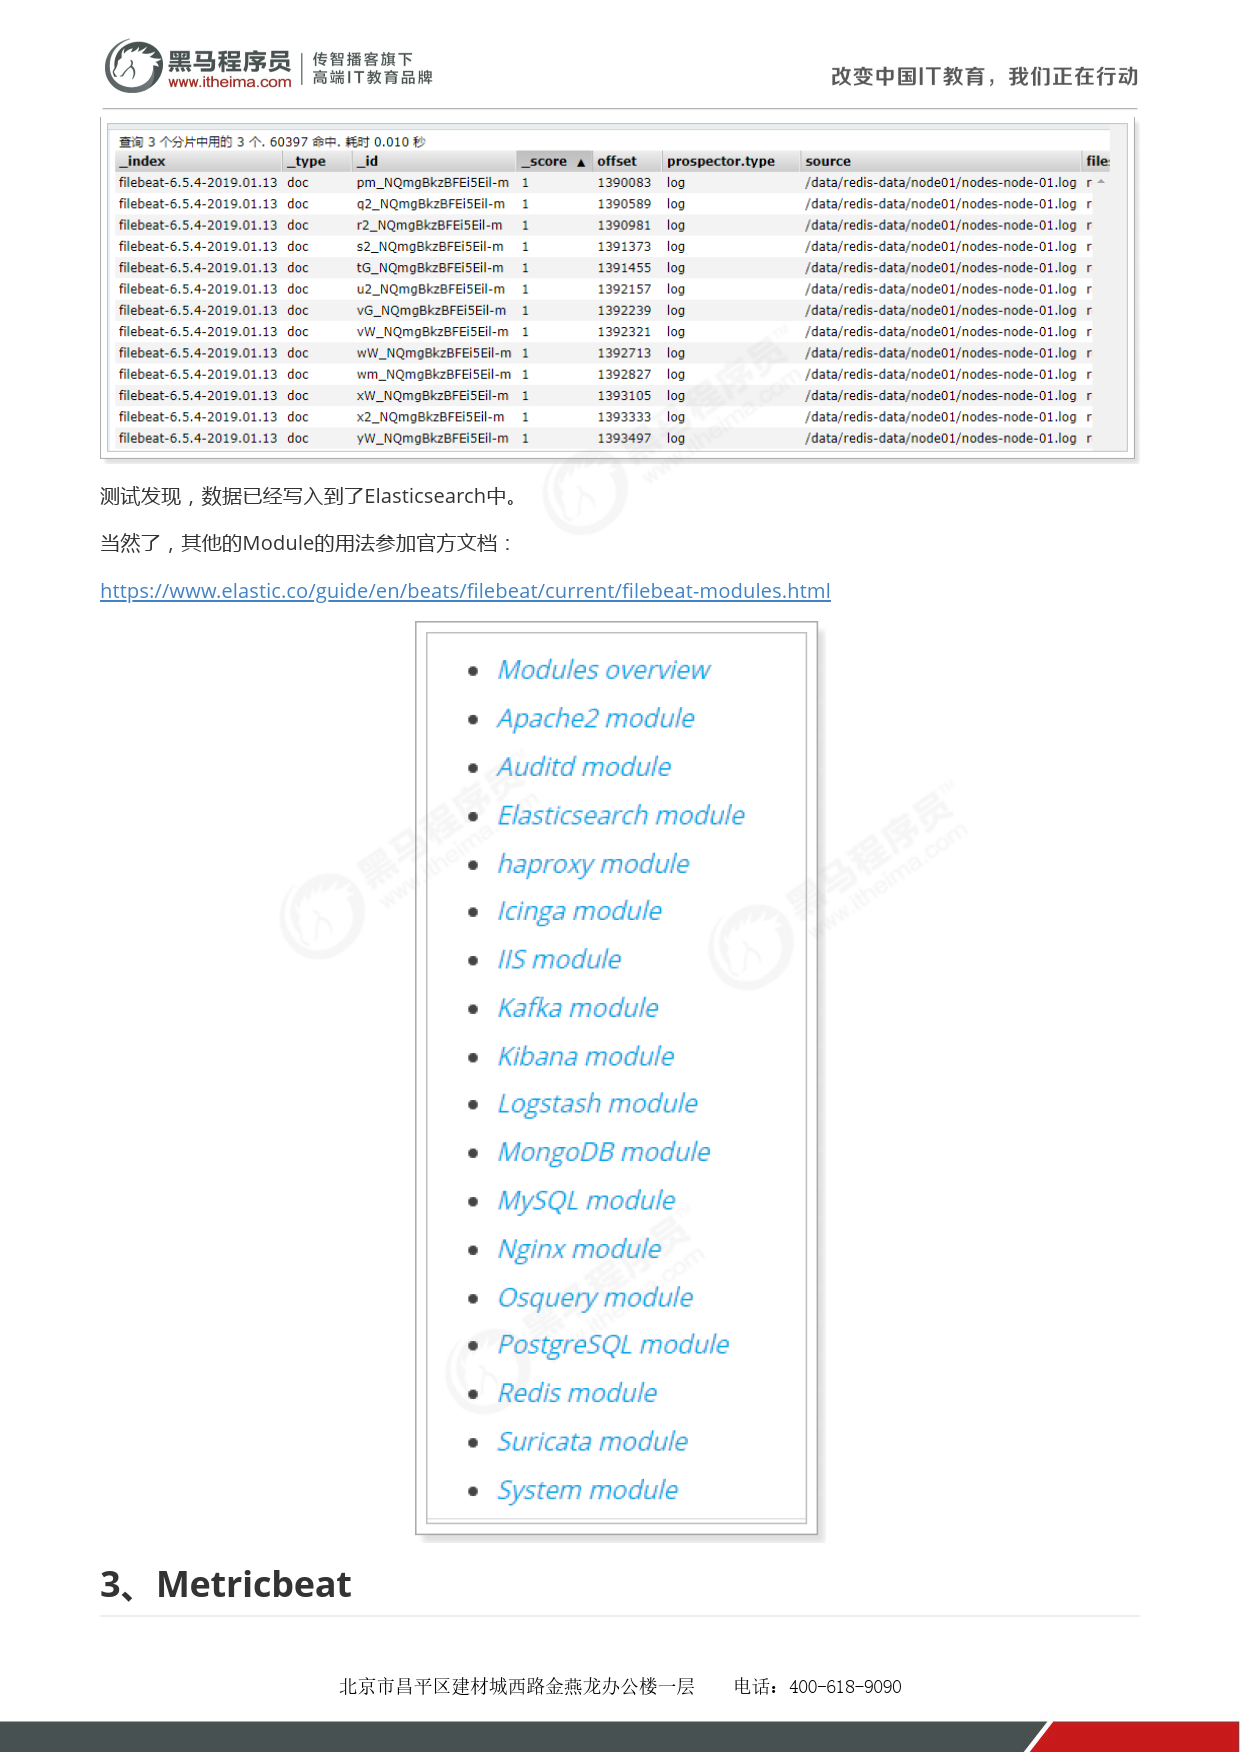 黑马程序员
www.itheima.com
传智播客旗下
高端IT教育品牌
改变中国IT教育，我们正在行动
查询 3 个分片中用的 3 个. 60397 命中. 耗时 0.010 秒
_index _type _id _score ▲ offset prospector.type source file
filebeat-6.5.4-2019.01.13 doc pm_NQmgBkzBFEi5Eil-m 1 1390083 log /data/redis-data/node01/nodes-node-01.log r
filebeat-6.5.4-2019.01.13 doc q2_NQmgBkzBFEi5Eil-m 1 1390589 log /data/redis-data/node01/nodes-node-01.log r
filebeat-6.5.4-2019.01.13 doc r2_NQmgBkzBFEi5Eil-m 1 1390981 log /data/redis-data/node01/nodes-node-01.log r
filebeat-6.5.4-2019.01.13 doc s2_NQmgBkzBFEi5Eil-m 1 1391373 log /data/redis-data/node01/nodes-node-01.log r
filebeat-6.5.4-2019.01.13 doc tG_NQmgBkzBFEi5Eil-m 1 1391455 log /data/redis-data/node01/nodes-node-01.log r
filebeat-6.5.4-2019.01.13 doc u2_NQmgBkzBFEi5Eil-m 1 1392157 log /data/redis-data/node01/nodes-node-01.log r
filebeat-6.5.4-2019.01.13 doc vG_NQmgBkzBFEi5Eil-m 1 1392239 log /data/redis-data/node01/nodes-node-01.log r
filebeat-6.5.4-2019.01.13 doc vW_NQmgBkzBFEi5Eil-m 1 1392321 log /data/redis-data/node01/nodes-node-01.log r
filebeat-6.5.4-2019.01.13 doc wW_NQmgBkzBFEi5Eil-m 1 1392713 log /data/redis-data/node01/nodes-node-01.log r
filebeat-6.5.4-2019.01.13 doc wm_NQmgBkzBFEi5Eil-m 1 1392827 log /data/redis-data/node01/nodes-node-01.log r
filebeat-6.5.4-2019.01.13 doc xW_NQmgBkzBFEi5Eil-m 1 1393105 log /data/redis-data/node01/nodes-node-01.log r
filebeat-6.5.4-2019.01.13 doc x2_NQmgBkzBFEi5Eil-m 1 1393333 log /data/redis-data/node01/nodes-node-01.log r
filebeat-6.5.4-2019.01.13 doc yW_NQmgBkzBFEi5Eil-m 1 1393497 log /data/redis-data/node01/nodes-node-01.log r
测试发现，数据已经写入到了Elasticsearch中。
当然了，其他的Module的用法参加官方文档：
https://www.elastic.co/guide/en/beats/filebeat/current/filebeat-modules.html
• Modules overview
• Apache2 module
• Auditd module
• Elasticsearch module
• haproxy module
• Icinga module
• IIS module
• Kafka module
• Kibana module
• Logstash module
• MongoDB module
• MySQL module
• Nginx module
• Osquery module
• PostgreSQL module
• Redis module
• Suricata module
• System module
3、Metricbeat
北京市昌平区建材城西路金燕龙办公楼一层 电话：400-618-9090